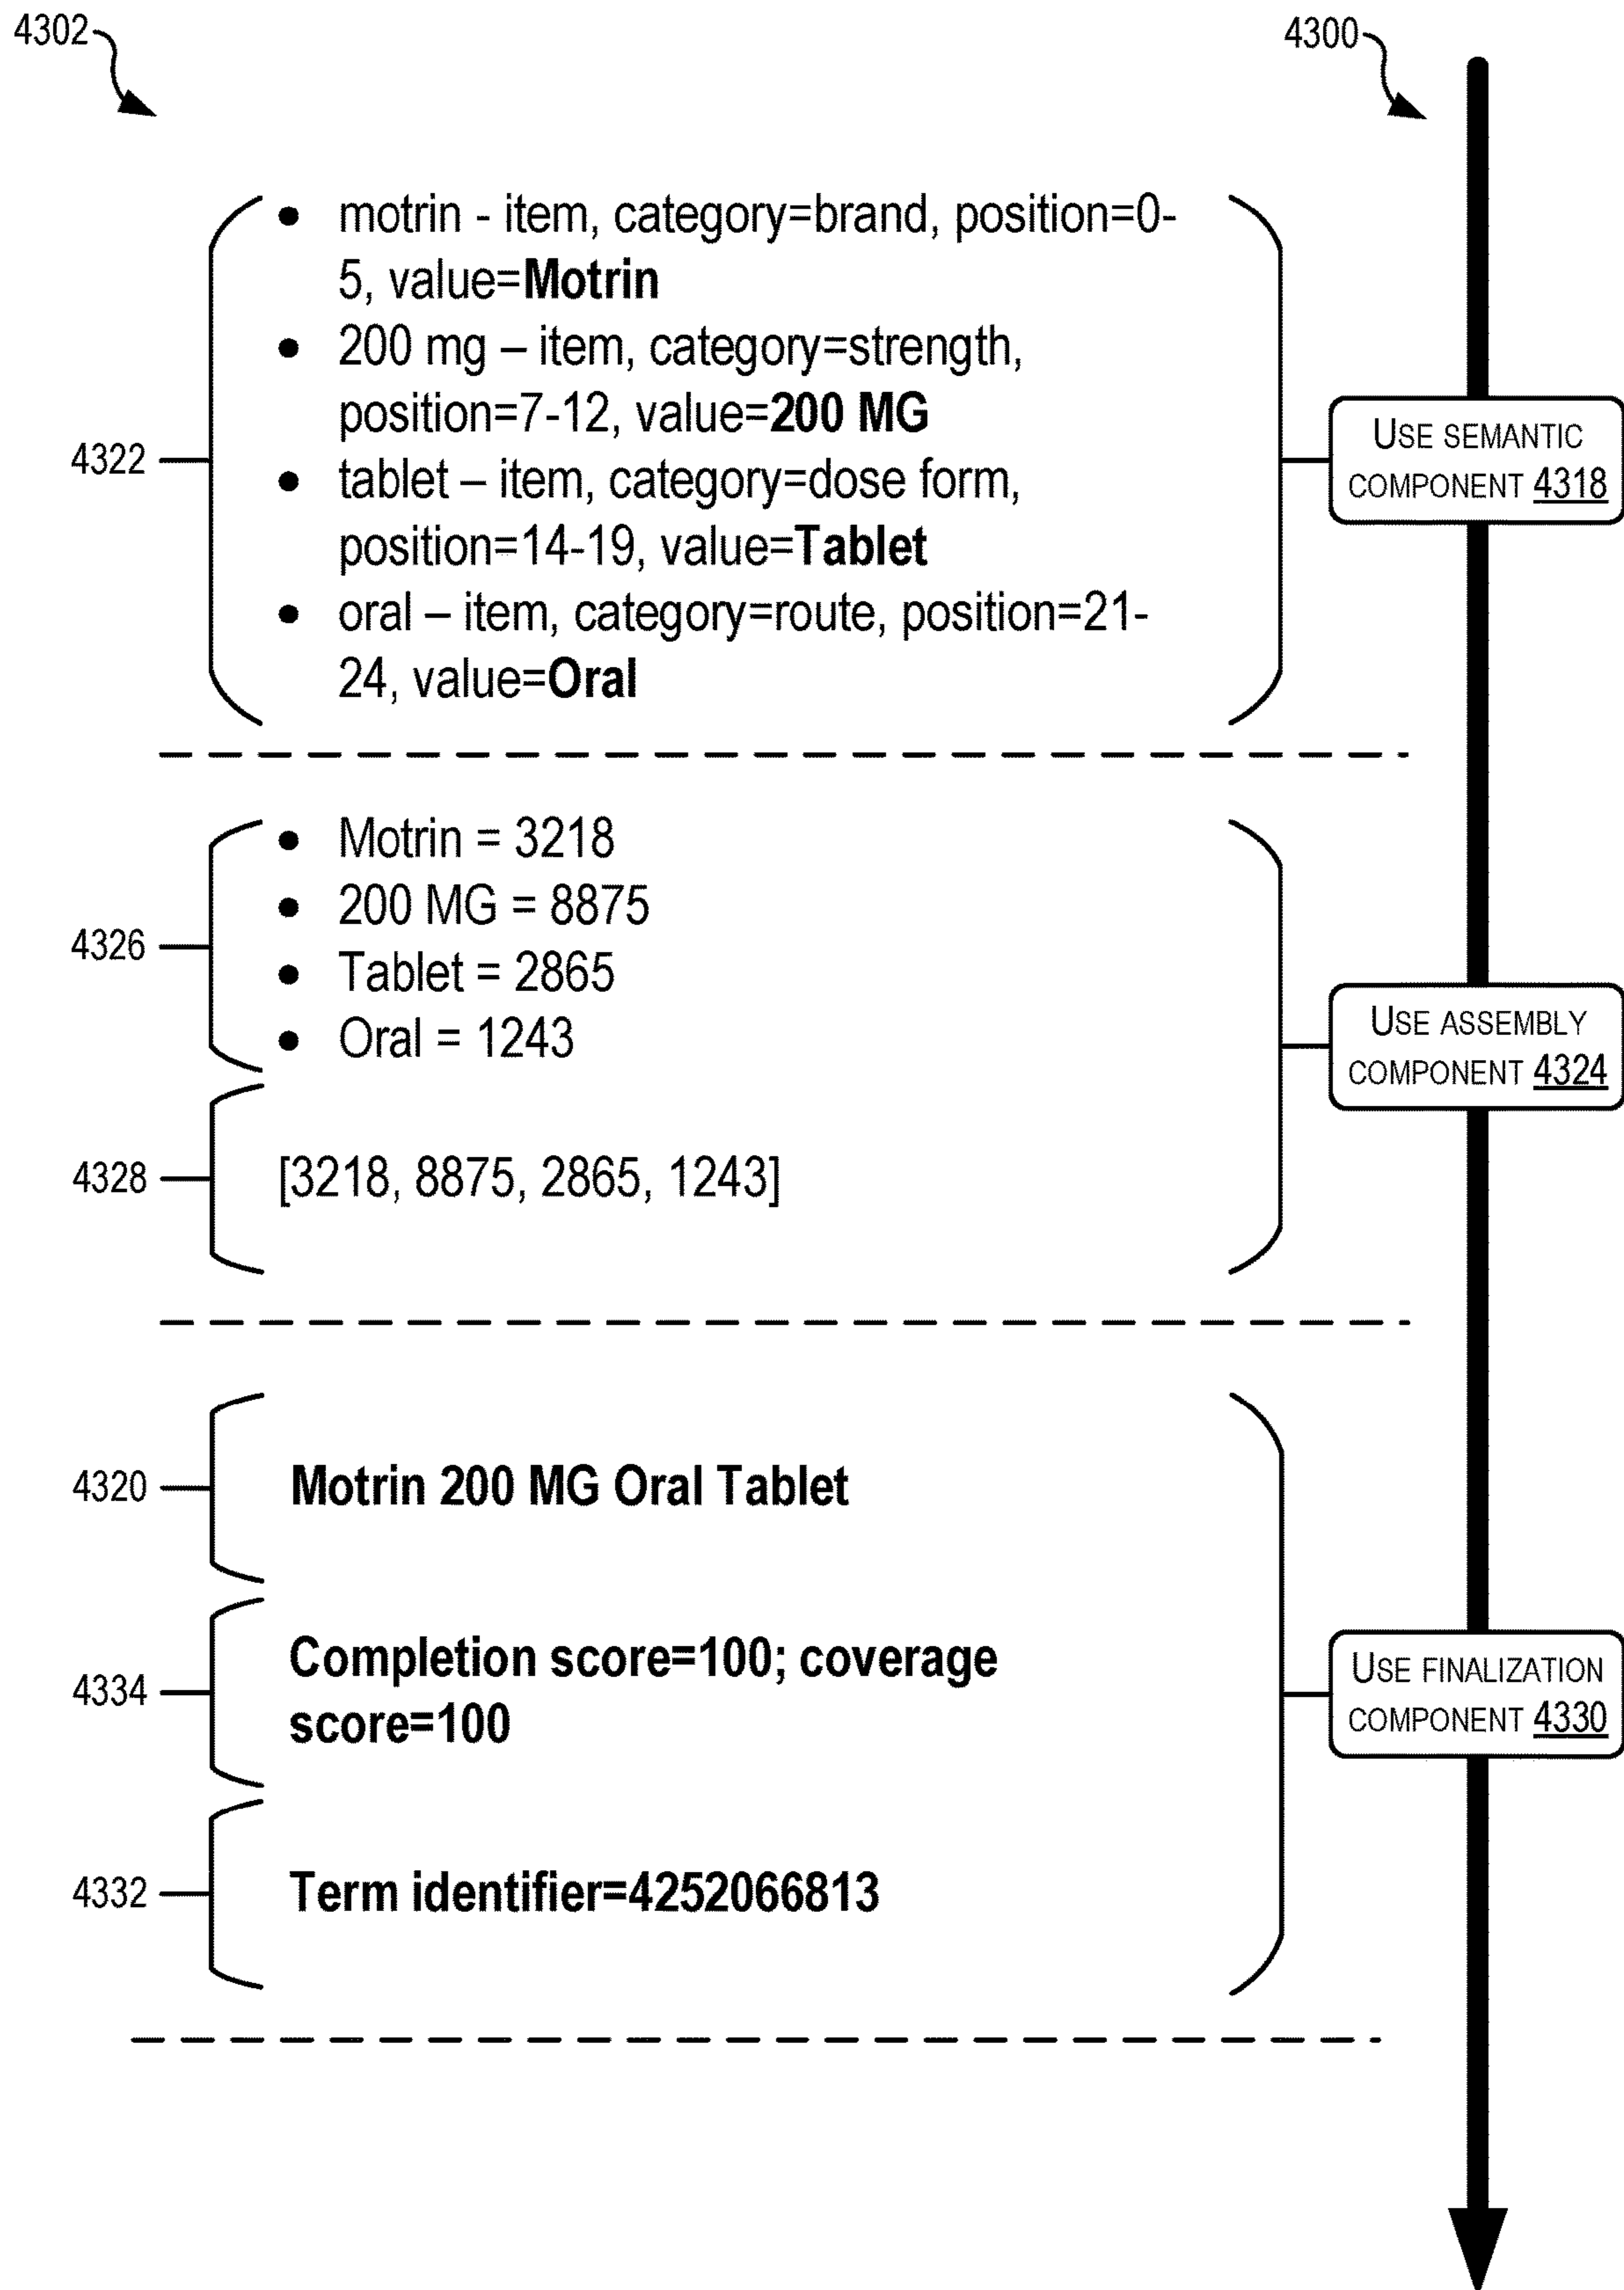 4302
4300
• motrin - item, category=brand, position=0-
5, value=Motrin
• 200 mg – item, category=strength,
position=7-12, value=200 MG
• tablet – item, category=dose form,
position=14-19, value=Tablet
• oral – item, category=route, position=21-
24, value=Oral
4322
USE SEMANTIC
COMPONENT 4318
• Motrin = 3218
• 200 MG = 8875
• Tablet = 2865
• Oral = 1243
4326
USE ASSEMBLY
COMPONENT 4324
4328
[3218, 8875, 2865, 1243]
4320
Motrin 200 MG Oral Tablet
4334
Completion score=100; coverage
score=100
USE FINALIZATION
COMPONENT 4330
4332
Term identifier=4252066813